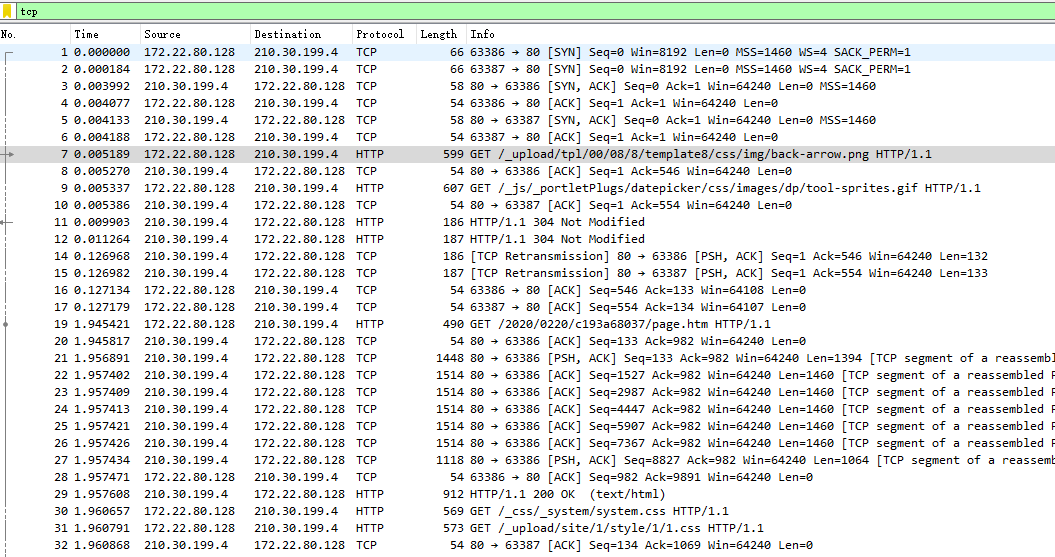 tcp
No. Time Source Destination Protocol Length Info
1 0.000000 172.22.80.128 210.30.199.4 TCP 66 63386 → 80 [SYN] Seq=0 Win=8192 Len=0 MSS=1460 WS=4 SACK_PERM=1
2 0.000184 172.22.80.128 210.30.199.4 TCP 66 63387 → 80 [SYN] Seq=0 Win=8192 Len=0 MSS=1460 WS=4 SACK_PERM=1
3 0.003992 210.30.199.4 172.22.80.128 TCP 58 80 → 63386 [SYN, ACK] Seq=0 Ack=1 Win=64240 Len=0 MSS=1460
4 0.004077 172.22.80.128 210.30.199.4 TCP 54 63386 → 80 [ACK] Seq=1 Ack=1 Win=64240 Len=0
5 0.004133 210.30.199.4 172.22.80.128 TCP 58 80 → 63387 [SYN, ACK] Seq=0 Ack=1 Win=64240 Len=0 MSS=1460
6 0.004188 172.22.80.128 210.30.199.4 TCP 54 63387 → 80 [ACK] Seq=1 Ack=1 Win=64240 Len=0
7 0.005189 172.22.80.128 210.30.199.4 HTTP 599 GET /_upload/tpl/00/08/8/template8/css/img/back-arrow.png HTTP/1.1
8 0.005270 210.30.199.4 172.22.80.128 TCP 54 80 → 63386 [ACK] Seq=1 Ack=546 Win=64240 Len=0
9 0.005337 172.22.80.128 210.30.199.4 HTTP 607 GET /_js/_portletPlugs/datepicker/css/images/dp/tool-sprites.gif HTTP/1.1
10 0.005386 210.30.199.4 172.22.80.128 TCP 54 80 → 63387 [ACK] Seq=1 Ack=554 Win=64240 Len=0
11 0.009903 210.30.199.4 172.22.80.128 HTTP 186 HTTP/1.1 304 Not Modified
12 0.011264 210.30.199.4 172.22.80.128 HTTP 187 HTTP/1.1 304 Not Modified
14 0.126968 210.30.199.4 172.22.80.128 TCP 186 [TCP Retransmission] 80 → 63386 [PSH, ACK] Seq=1 Ack=546 Win=64240 Len=132
15 0.126982 210.30.199.4 172.22.80.128 TCP 187 [TCP Retransmission] 80 → 63387 [PSH, ACK] Seq=1 Ack=554 Win=64240 Len=133
16 0.127134 172.22.80.128 210.30.199.4 TCP 54 63386 → 80 [ACK] Seq=546 Ack=133 Win=64108 Len=0
17 0.127179 172.22.80.128 210.30.199.4 TCP 54 63387 → 80 [ACK] Seq=554 Ack=134 Win=64107 Len=0
19 1.945421 172.22.80.128 210.30.199.4 HTTP 490 GET /2020/0220/c193a68037/page.htm HTTP/1.1
20 1.945817 210.30.199.4 172.22.80.128 TCP 54 80 → 63386 [ACK] Seq=133 Ack=982 Win=64240 Len=0
21 1.956891 210.30.199.4 172.22.80.128 TCP 1448 80 → 63386 [PSH, ACK] Seq=133 Ack=982 Win=64240 Len=1394 [TCP segment of a reassembl
22 1.957402 210.30.199.4 172.22.80.128 TCP 1514 80 → 63386 [ACK] Seq=1527 Ack=982 Win=64240 Len=1460 [TCP segment of a reassembled P
23 1.957409 210.30.199.4 172.22.80.128 TCP 1514 80 → 63386 [ACK] Seq=2987 Ack=982 Win=64240 Len=1460 [TCP segment of a reassembled P
24 1.957413 210.30.199.4 172.22.80.128 TCP 1514 80 → 63386 [ACK] Seq=4447 Ack=982 Win=64240 Len=1460 [TCP segment of a reassembled P
25 1.957421 210.30.199.4 172.22.80.128 TCP 1514 80 → 63386 [ACK] Seq=5907 Ack=982 Win=64240 Len=1460 [TCP segment of a reassembled P
26 1.957426 210.30.199.4 172.22.80.128 TCP 1514 80 → 63386 [ACK] Seq=7367 Ack=982 Win=64240 Len=1460 [TCP segment of a reassembled P
27 1.957434 210.30.199.4 172.22.80.128 TCP 1118 80 → 63386 [PSH, ACK] Seq=8827 Ack=982 Win=64240 Len=1064 [TCP segment of a reassembl
28 1.957471 172.22.80.128 210.30.199.4 TCP 54 63386 → 80 [ACK] Seq=982 Ack=9891 Win=64240 Len=0
29 1.957608 210.30.199.4 172.22.80.128 HTTP 912 HTTP/1.1 200 OK (text/html)
30 1.960657 172.22.80.128 210.30.199.4 HTTP 569 GET /_css/_system/system.css HTTP/1.1
31 1.960791 172.22.80.128 210.30.199.4 HTTP 573 GET /_upload/site/1/style/1/1.css HTTP/1.1
32 1.960868 210.30.199.4 172.22.80.128 TCP 54 80 → 63387 [ACK] Seq=134 Ack=1069 Win=64240 Len=0